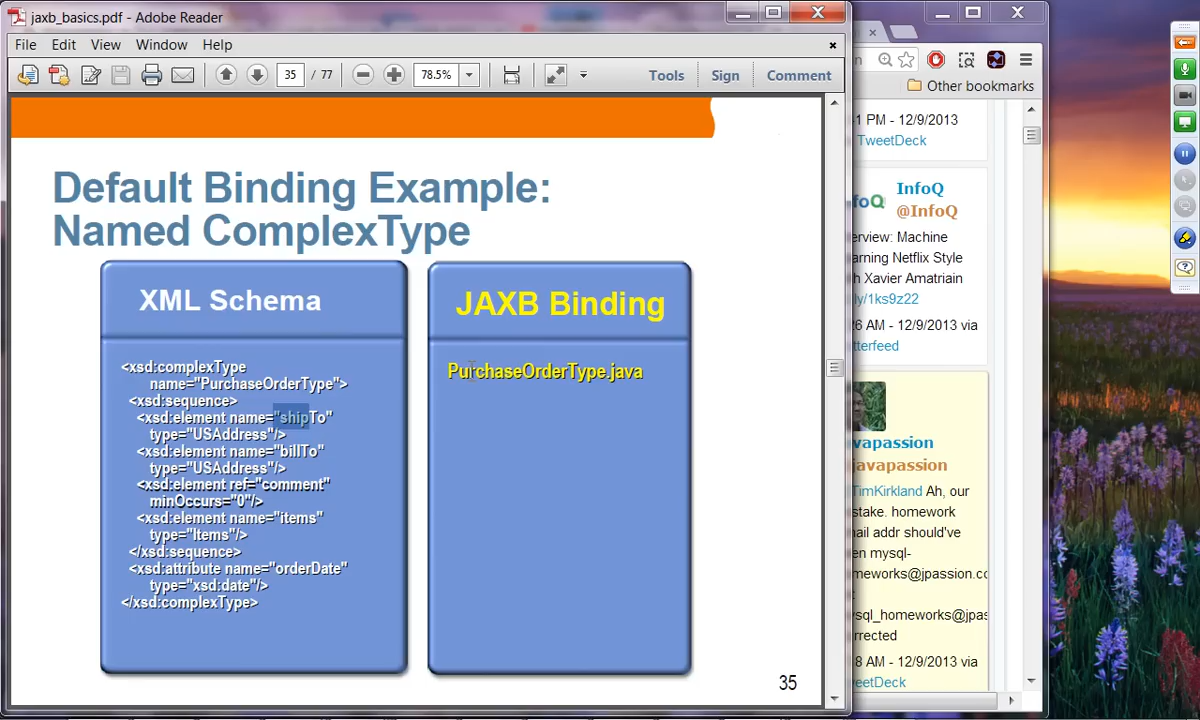 jaxb_basics.pdf - Adobe Reader
File Edit View Window Help
35 / 77 78.5% Tools Sign Comment
Default Binding Example:
Named ComplexType
XML Schema
<xsd:complexType
name="PurchaseOrderType">
<xsd:sequence>
<xsd:element name="shipTo"
type="USAddress"/>
<xsd:element name="billTo"
type="USAddress"/>
<xsd:element ref="comment"
minOccurs="0"/>
<xsd:element name="items"
type="Items"/>
</xsd:sequence>
<xsd:attribute name="orderDate"
type="xsd:date"/>
</xsd:complexType>
JAXB Binding
PurchaseOrderType.java
35
Other bookmarks
1 PM - 12/9/2013
TweetDeck
InfoQ
@InfoQ
erview: Machine
arning Netflix Style
h Xavier Amatriain
ly/1ks9z22
26 AM - 12/9/2013 via
tterfeed
vapassion
javapassion
TimKirkland Ah, our
stake. homework
ail addr should've
en mysql-
meworks@jpassion.co
ysql_homeworks@jpas
rrected
8 AM - 12/9/2013 via
eetDeck